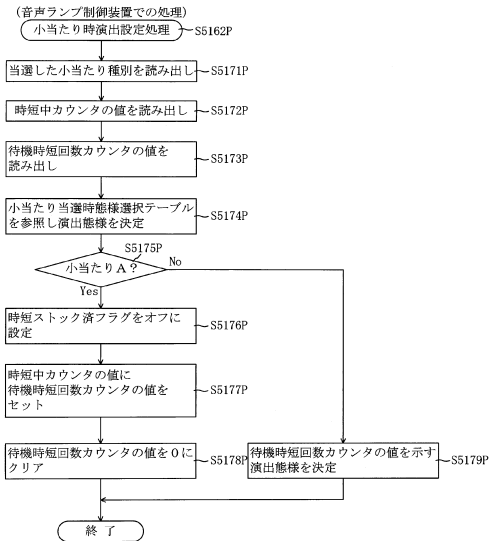 (音声ランプ制御装置での処理)
小当たり時演出設定処理
S5162P
当選した小当たり種別を読み出し
S5171P
時短中カウンタの値を読み出し
S5172P
待機時短回数カウンタの値を
読み出し
S5173P
小当たり当選時態様選択テーブル
を参照し演出態様を決定
S5174P
S5175P
小当たりA?
No
Yes
時短ストック済フラグをオフに
設定
S5176P
時短中カウンタの値に
待機時短回数カウンタの値を
セット
S5177P
待機時短回数カウンタの値を0に
クリア
S5178P
待機時短回数カウンタの値を示す
演出態様を決定
S5179P
終了